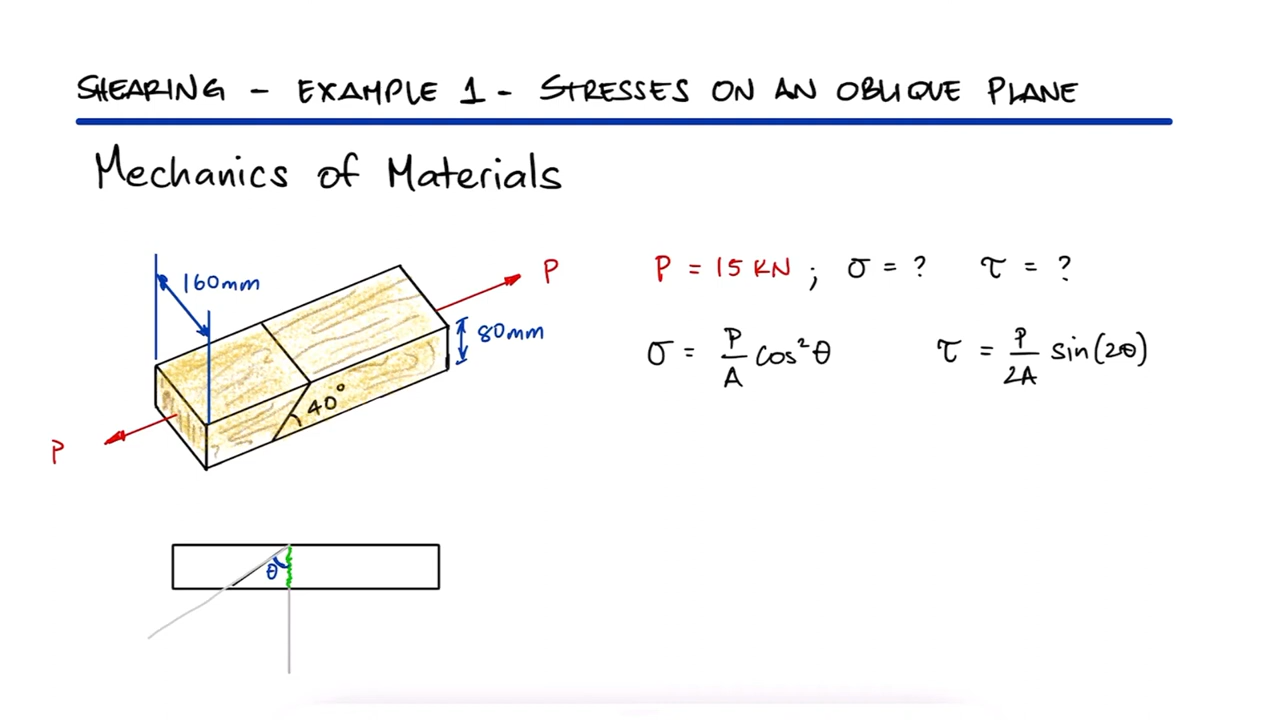 SHEARING - EXAMPLE 1 - STRESSES ON AN OBLIQUE PLANE
Mechanics of Materials
160mm
P
80mm
40°
P
P = 15 KN ; σ = ? τ = ?
σ = P/A cos²θ τ = P/2A sin(2θ)
θ